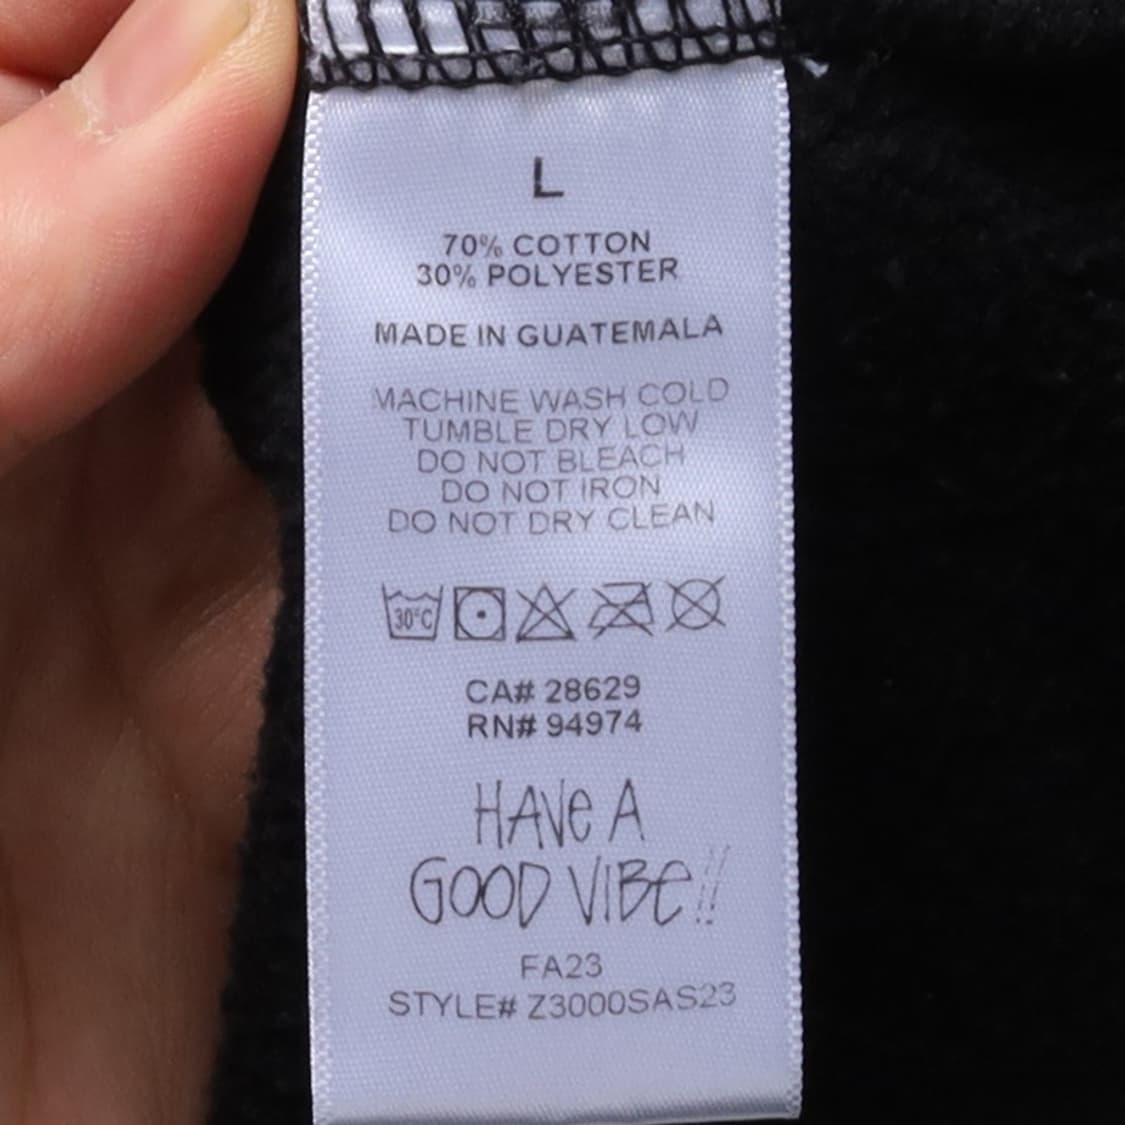 L
70% COTTON
30% POLYESTER
MADE IN GUATEMALA
MACHINE WASH COLD
TUMBLE DRY LOW
DO NOT BLEACH
DO NOT IRON
DO NOT DRY CLEAN
30°C
CA# 28629
RN# 94974
HAVe A
GOOD VIBe!!
FA23
STYLE# Z3000SAS23